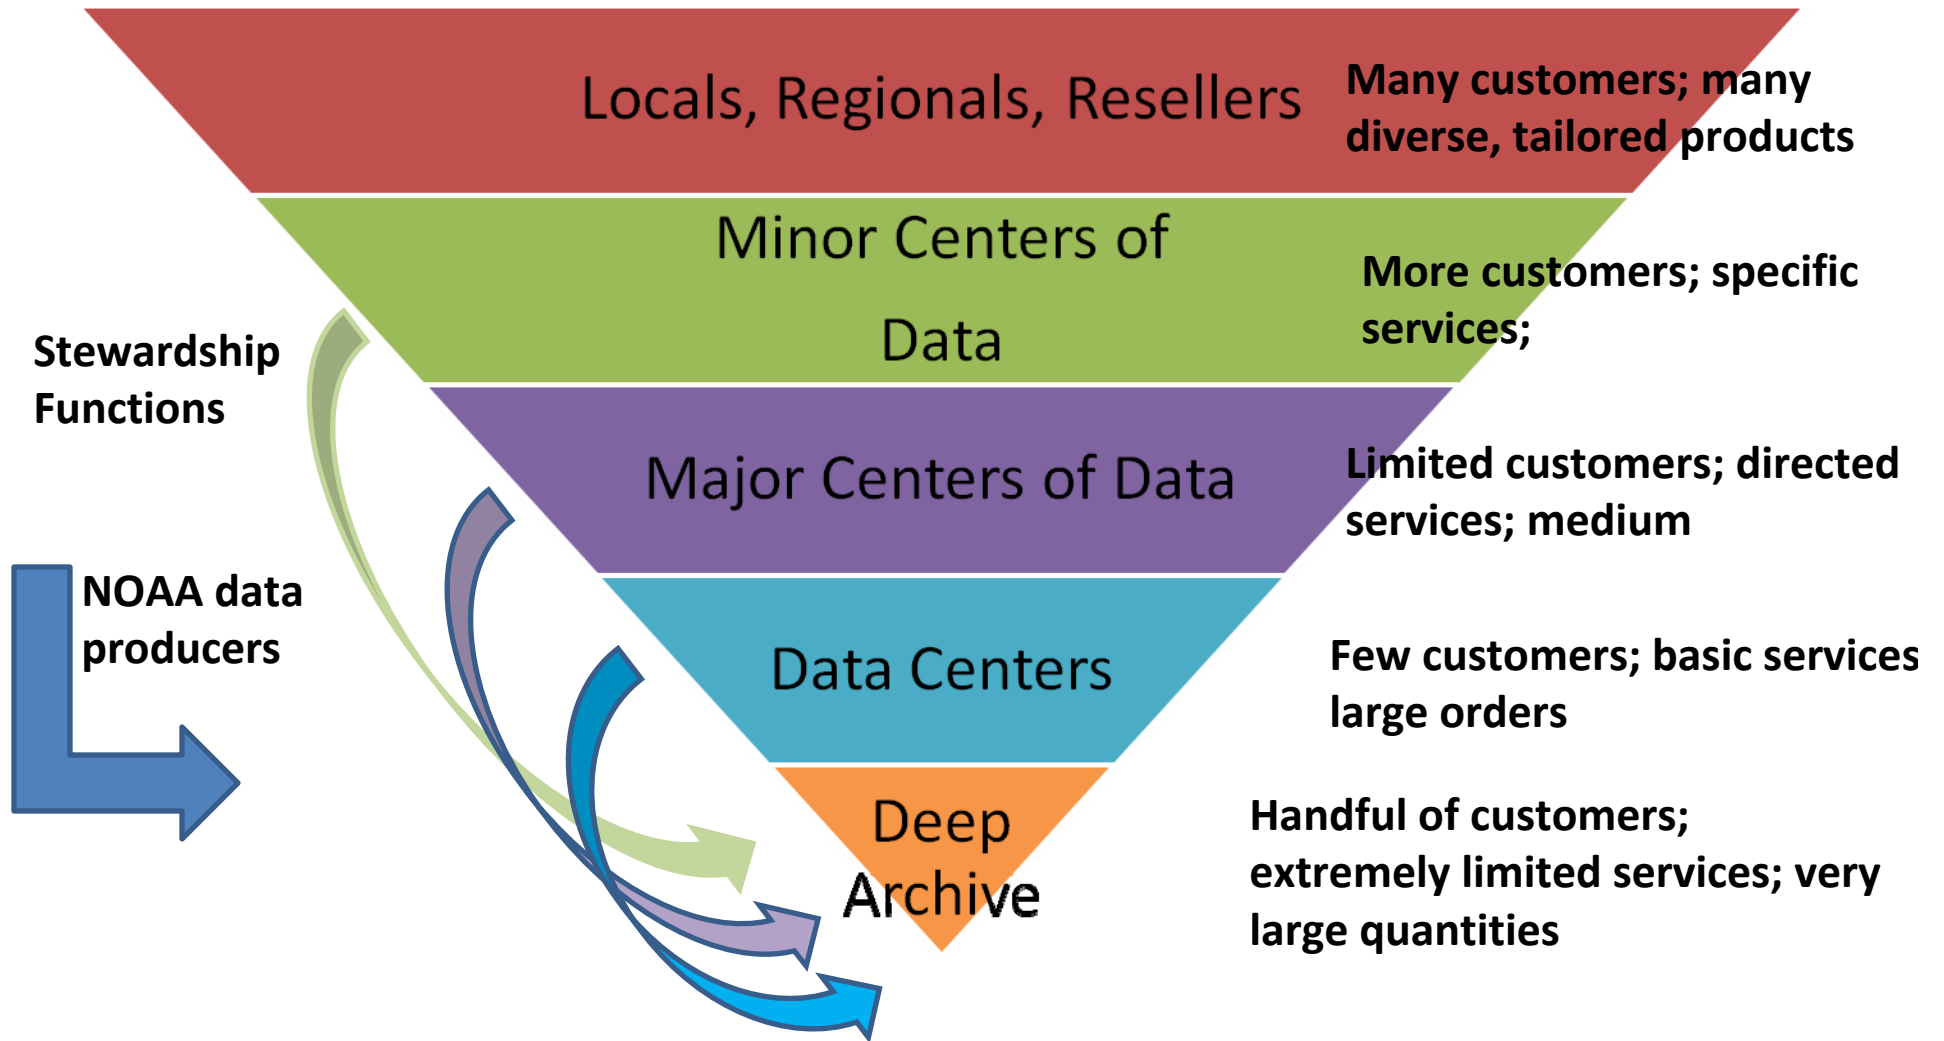 Locals, Regionals, Resellers
Many customers; many
diverse, tailored products
Minor Centers of
Data
More customers; specific
services;
Stewardship
Functions
Major Centers of Data
Limited customers; directed
services; medium
NOAA data
producers
Data Centers
Few customers; basic services
large orders
Deep
Archive
Handful of customers;
extremely limited services; very
large quantities